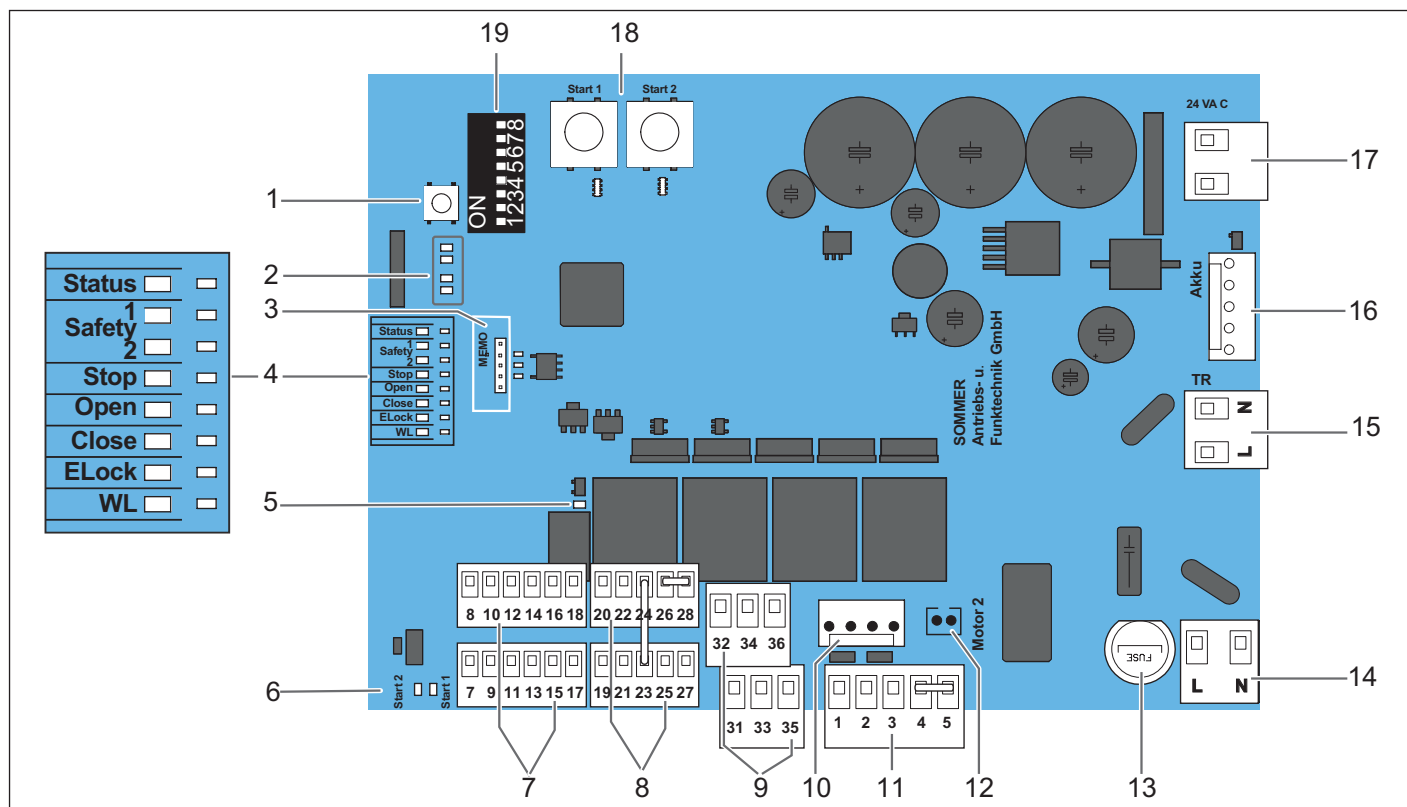 19
18
Start 1
Start 2
24 VA C
17
1
ON
12345678
2
3
Akku
16
Status
1
Safety
2
Stop
Open
Close
ELock
WL
4
Status
1
Safety
2
Stop
Open
Close
ELock
WL
MEMO
SOMMER
Antriebs- u.
Funktechnik GmbH
TR
N
L
15
5
8 10 12 14 16 18
20 22 24 26 28
32 34 36
Motor 2
FUSE
L N
14
6
Start 2
Start 1
7 9 11 13 15 17
19 21 23 25 27
31 33 35
1 2 3 4 5
7
8
9
10
11
12
13